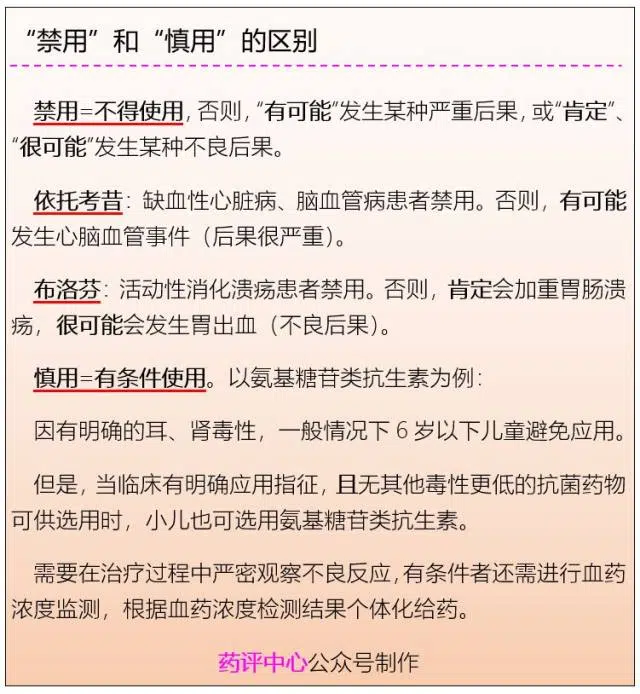 “禁用”和“慎用”的区别
禁用=不得使用，否则，“有可能”发生某种严重后果，或“肯定”、
“很可能”发生某种不良后果。
依托考昔：缺血性心脏病、脑血管病患者禁用。否则，有可能
发生心脑血管事件（后果很严重）。
布洛芬：活动性消化溃疡患者禁用。否则，肯定会加重胃肠溃
疡，很可能会发生胃出血（不良后果）。
慎用=有条件使用。以氨基糖苷类抗生素为例：
因有明确的耳、肾毒性，一般情况下6岁以下儿童避免应用。
但是，当临床有明确应用指征，且无其他毒性更低的抗菌药物
可供选用时，小儿也可选用氨基糖苷类抗生素。
需要在治疗过程中严密观察不良反应，有条件者还需进行血药
浓度监测，根据血药浓度检测结果个体化给药。
药评中心公众号制作